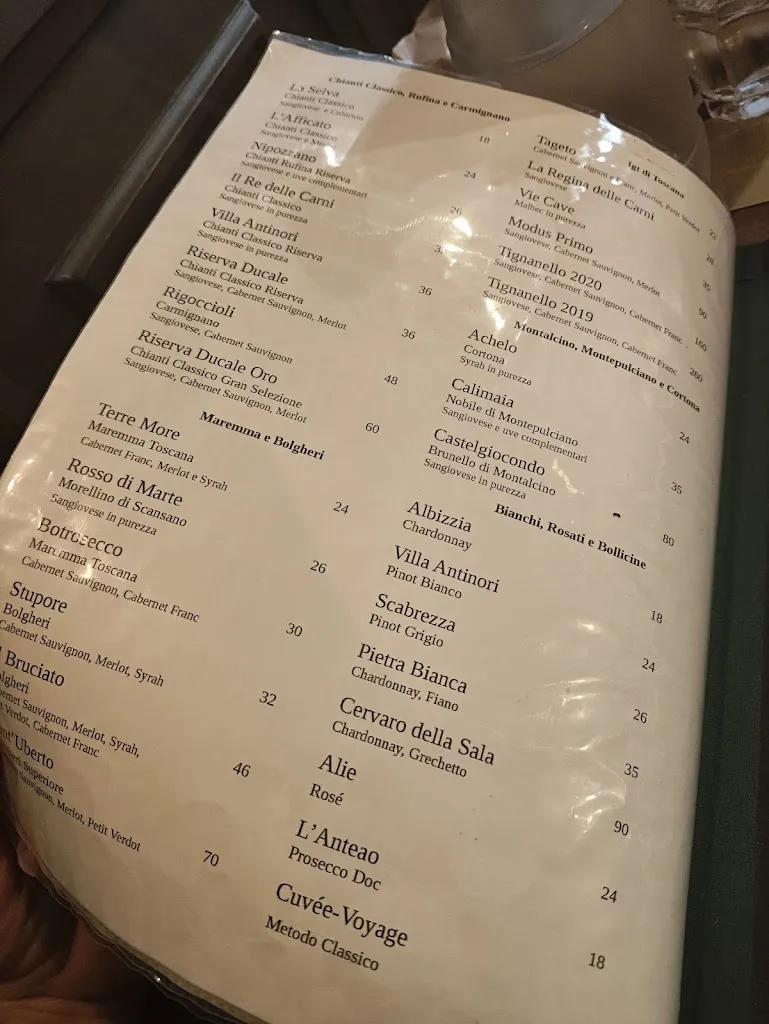 Chianti Classico, Rufina e Carmignano
La Selva
Chianti Classico
Sangiovese e Colorino
18
L'Afficato
Chianti Classico
Sangiovese e
24
Nipozzano
Chianti Rufina Riserva
Sangiovese e uve complementari
26
Il Re delle Carni
Chianti Classico
Sangiovese in purezza
Villa Antinori
Chianti Classico Riserva
Sangiovese in purezza
36
Riserva Ducale
Chianti Classico Riserva
Sangiovese, Cabernet Sauvignon, Merlot
36
Rigoccioli
Carmignano
Sangiovese, Cabernet Sauvignon
48
Riserva Ducale Oro
Chianti Classico Gran Selezione
Sangiovese, Cabernet Sauvignon, Merlot
60
Maremma e Bolgheri
Terre More
Maremma Toscana
Cabernet Franc, Merlot e Syrah
24
Rosso di Marte
Morellino di Scansano
Sangiovese in purezza
26
Botrosecco
Maremma Toscana
Cabernet Sauvignon, Cabernet Franc
30
Stupore
Bolgheri
Cabernet Sauvignon, Merlot, Syrah
32
Bruciato
Sauvignon, Merlot, Syrah,
Verdot, Cabernet Franc
46
Uberto
Superiore
Sauvignon, Merlot, Petit Verdot
70
Igt di Toscana
Tageto
Cabernet Sauvignon e Franc, Merlot, Petit Verdot
22
La Regina delle Carni
Sangiovese
28
Vie Cave
Malbec in purezza
Modus Primo
Sangiovese, Cabernet Sauvignon, Merlot
90
Tignanello 2020
Sangiovese, Cabernet Sauvignon, Cabernet Franc
160
Tignanello 2019
Sangiovese, Cabernet Sauvignon, Cabernet Franc
260
Montalcino, Montepulciano e Cortona
Achelo
Cortona
Syrah in purezza
24
Calimaia
Nobile di Montepulciano
Sangiovese e uve complementari
35
Castelgiocondo
Brunello di Montalcino
Sangiovese in purezza
80
Bianchi, Rosati e Bollicine
Albizzia
Chardonnay
18
Villa Antinori
Pinot Bianco
24
Scabrezza
Pinot Grigio
26
Pietra Bianca
Chardonnay, Fiano
35
Cervaro della Sala
Chardonnay, Grechetto
90
Alie
Rosé
24
L'Anteao
Prosecco Doc
18
Cuvée-Voyage
Metodo Classico